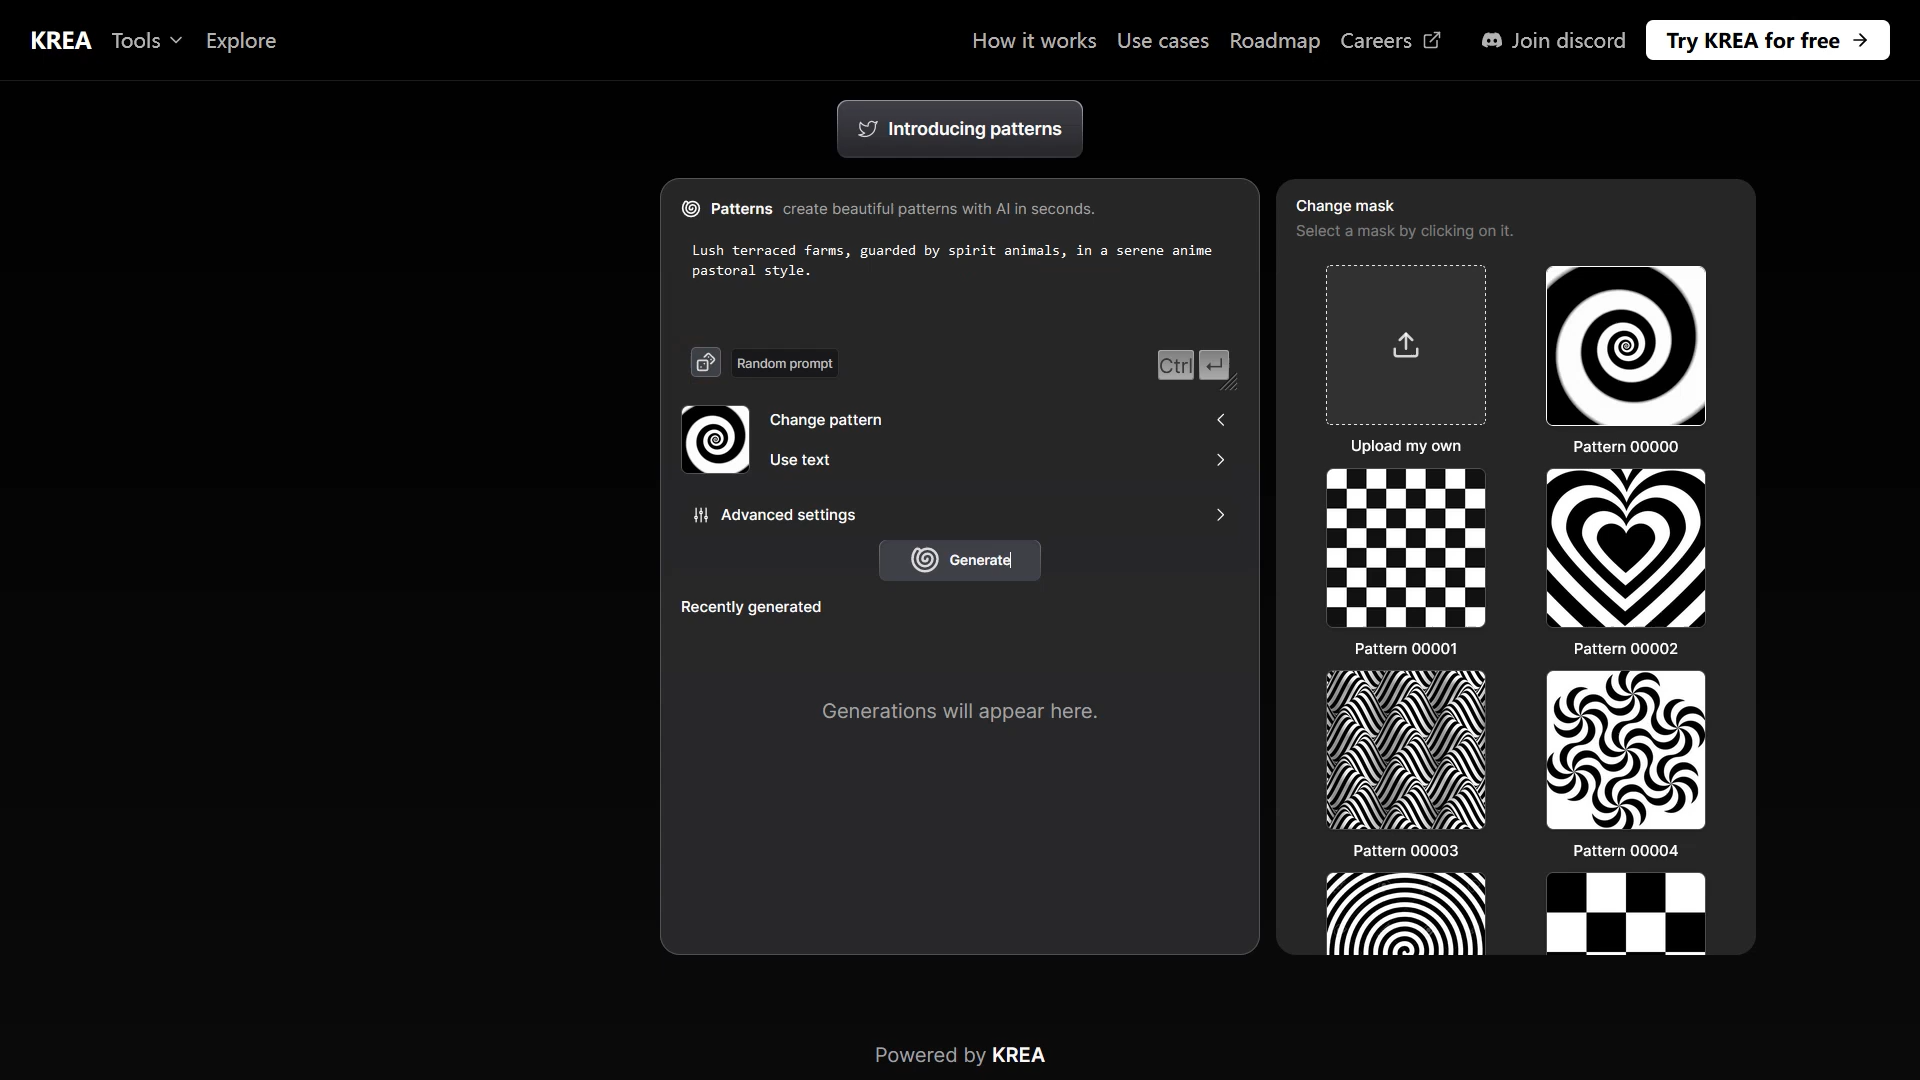 KREA
Tools
Explore
How it works
Use cases
Roadmap
Careers
Join discord
Try KREA for free
Introducing patterns
Patterns create beautiful patterns with AI in seconds.
Lush terraced farms, guarded by spirit animals, in a serene anime
pastoral style.
Random prompt
Ctrl
Change pattern
Use text
Advanced settings
Generate
Recently generated
Generations will appear here.
Change mask
Select a mask by clicking on it.
Upload my own
Pattern 00000
Pattern 00001
Pattern 00002
Pattern 00003
Pattern 00004
Powered by KREA